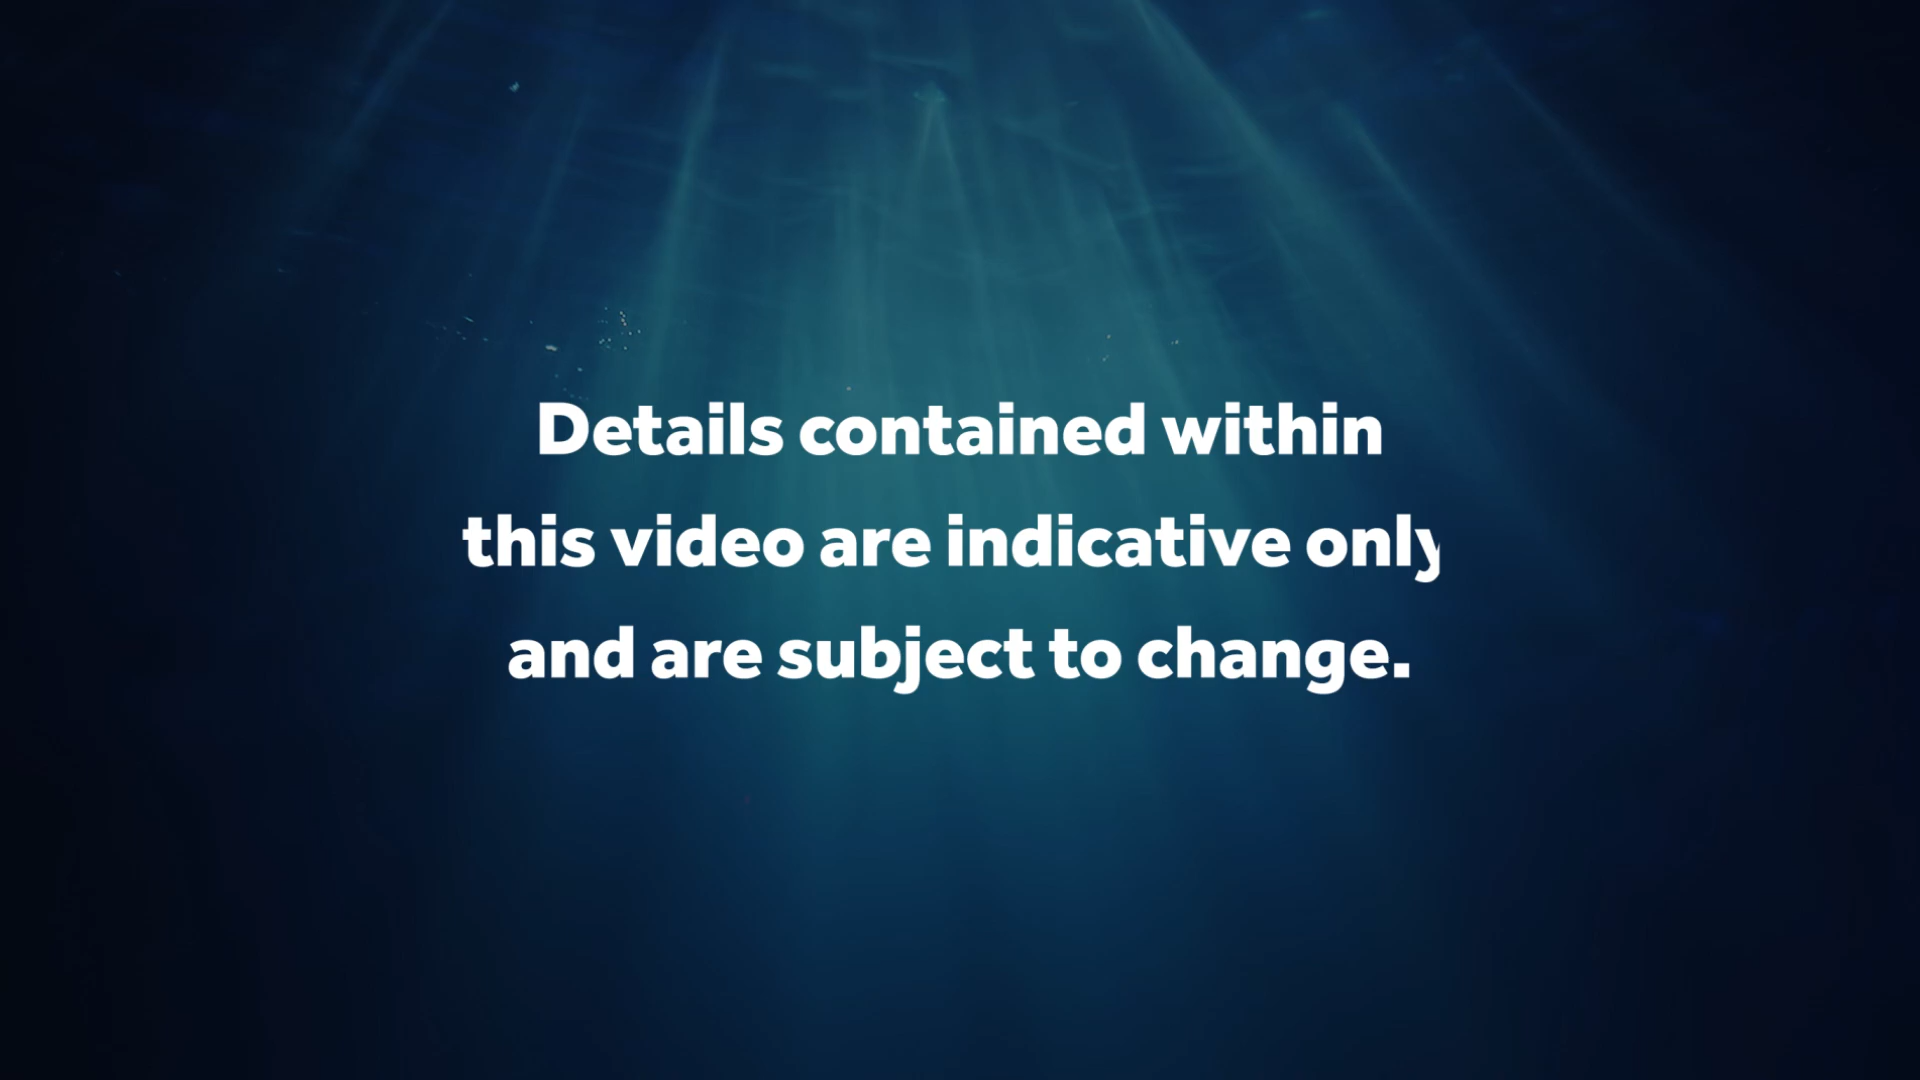 Details contained within
this video are indicative only
and are subject to change.